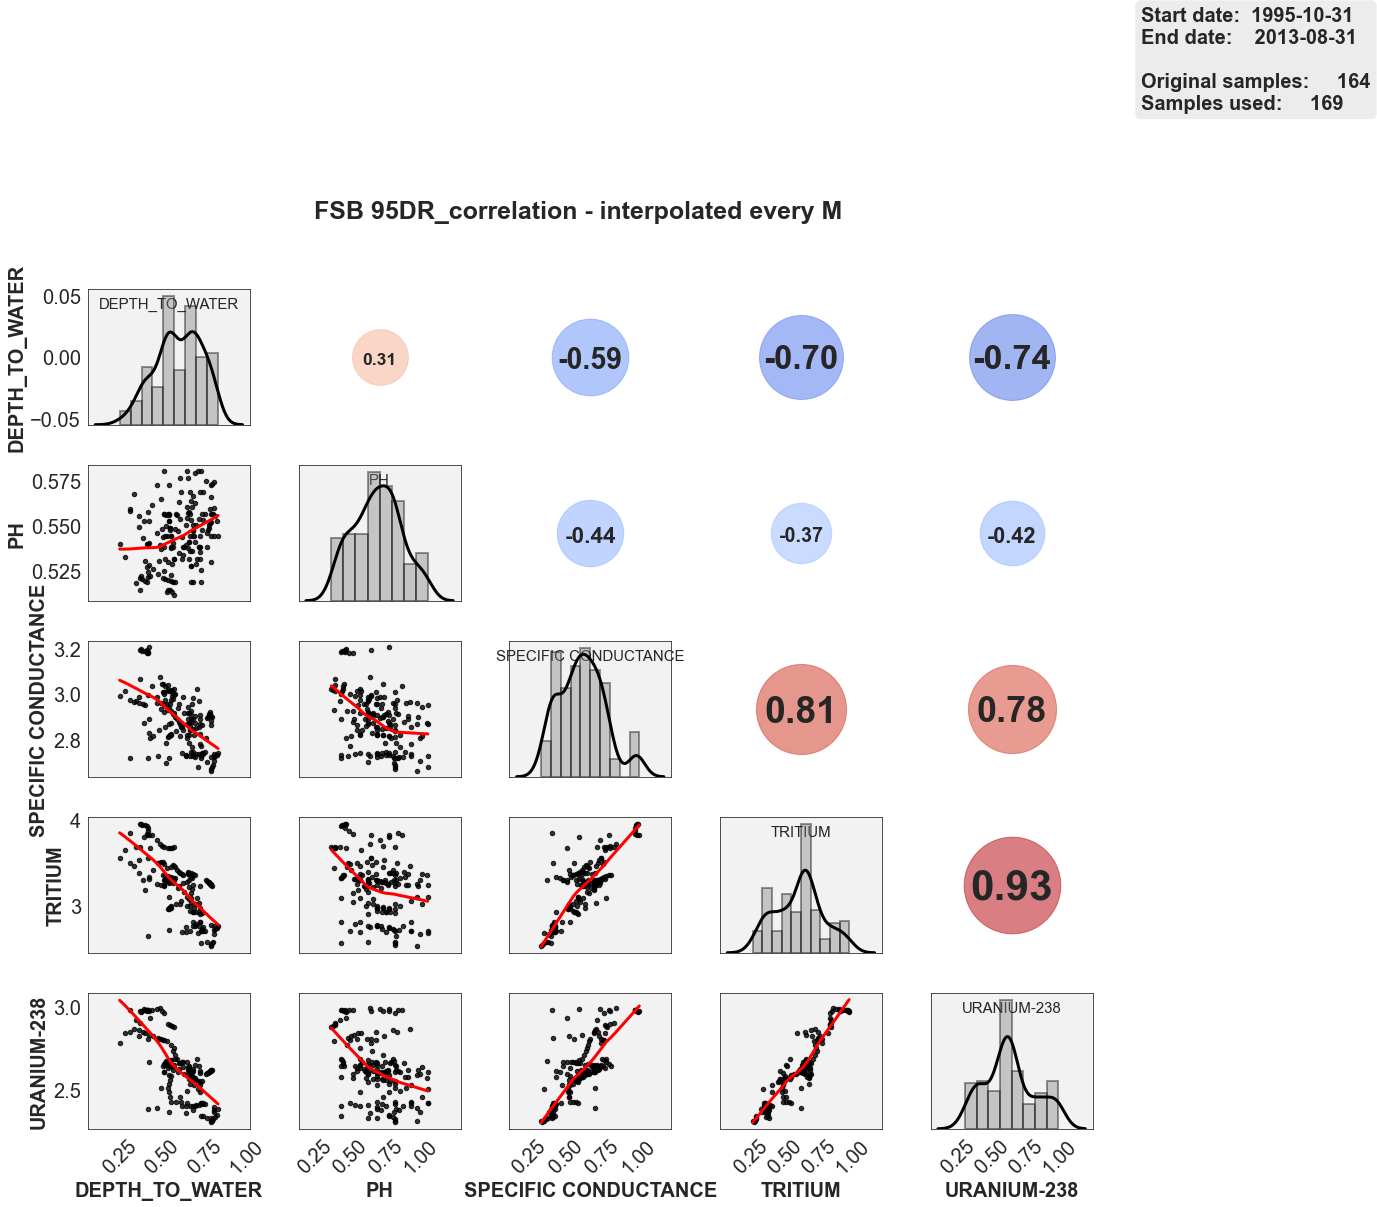 Start date:  1995-10-31
End date:    2013-08-31
Original samples:     164
Samples used:     169
FSB 95DR_correlation - interpolated every M
DEPTH_TO_WATER
0.05
0.00
−0.05
DEPTH_TO_WATER
0.31
-0.59
-0.70
-0.74
PH
0.575
0.550
0.525
PH
-0.44
-0.37
-0.42
SPECIFIC CONDUCTANCE
3.2
3.0
2.8
SPECIFIC CONDUCTANCE
0.81
0.78
TRITIUM
4
3
TRITIUM
0.93
URANIUM-238
3.0
2.5
URANIUM-238
0.25 0.50 0.75 1.00 0.25 0.50 0.75 1.00 0.25 0.50 0.75 1.00 0.25 0.50 0.75 1.00 0.25 0.50 0.75 1.00
DEPTH_TO_WATER PH SPECIFIC CONDUCTANCE TRITIUM URANIUM-238